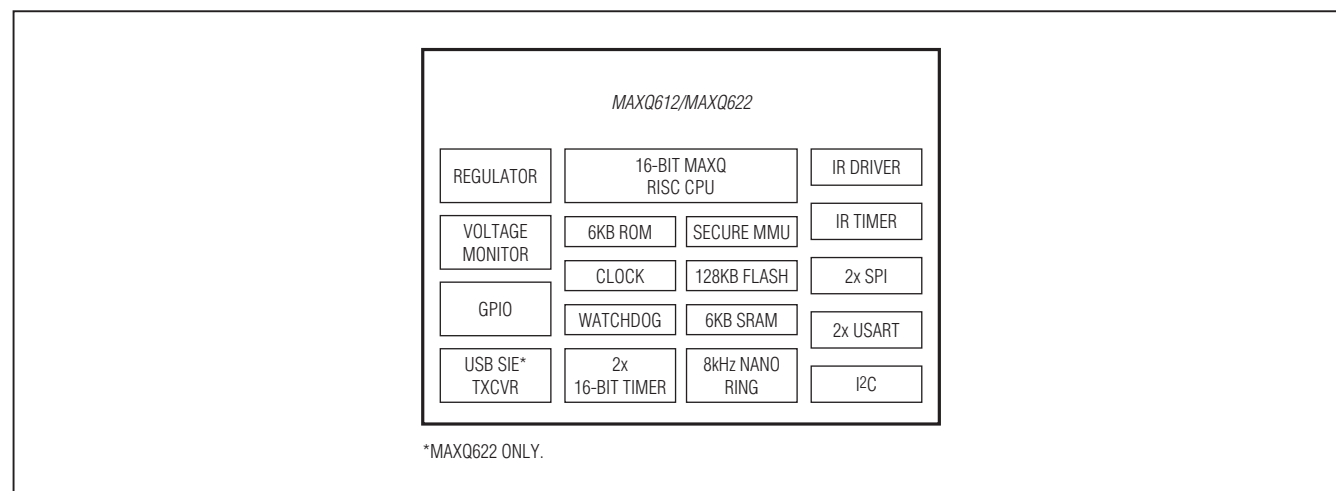 MAXQ612/MAXQ622
REGULATOR
16-BIT MAXQ
RISC CPU
IR DRIVER
VOLTAGE
MONITOR
6KB ROM
SECURE MMU
IR TIMER
CLOCK
128KB FLASH
2x SPI
GPIO
WATCHDOG
6KB SRAM
2x USART
USB SIE*
TXCVR
2x
16-BIT TIMER
8kHz NANO
RING
I²C
*MAXQ622 ONLY.